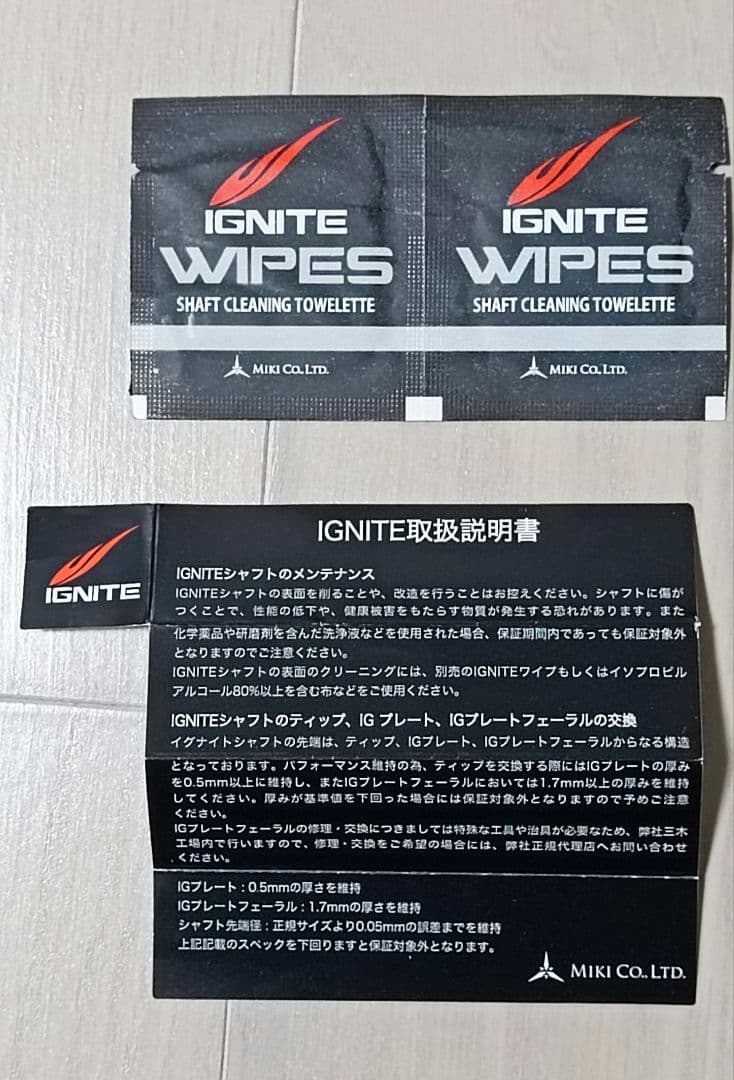 IGNITE
WIPES
SHAFT CLEANING TOWELETTE
MIKI CO., LTD.
IGNITE
WIPES
SHAFT CLEANING TOWELETTE
MIKI CO., LTD.
IGNITE
IGNITE取扱説明書
IGNITEシャフトのメンテナンス
IGNITEシャフトの表面を削ることや、改造を行うことはお控えください。シャフトに傷が
つくことで、性能の低下や、健康被害をもたらす物質が発生する恐れがあります。また
化学薬品や研磨剤を含んだ洗浄液などを使用された場合、保証期間内であっても保証対象外
となりますのでご注意ください。
IGNITEシャフトの表面のクリーニングには、別売のIGNITEワイプもしくはイソプロピル
アルコール80%以上を含む布などをご使用ください。
IGNITEシャフトのティップ、IG プレート、IGプレートフェーラルの交換
イグナイトシャフトの先端は、ティップ、IGプレート、IGプレートフェーラルからなる構造
となっております。パフォーマンス維持の為、ティップを交換する際にはIGプレートの厚み
を0.5mm以上に維持し、またIGプレートフェーラルにおいては1.7mm以上の厚みを維持
してください。厚みが基準値を下回った場合には保証対象外となりますので予めご注意
ください。
IGプレートフェーラルの修理・交換につきましては特殊な工具や治具が必要なため、弊社三木
工場内で行いますので、修理・交換をご希望の場合には、弊社正規代理店へお問い合わせ
ください。
IGプレート : 0.5mmの厚さを維持
IGプレートフェーラル : 1.7mmの厚さを維持
シャフト先端径 : 正規サイズより0.05mmの誤差までを維持
上記記載のスペックを下回りますと保証対象外となります。
MIKI CO., LTD.